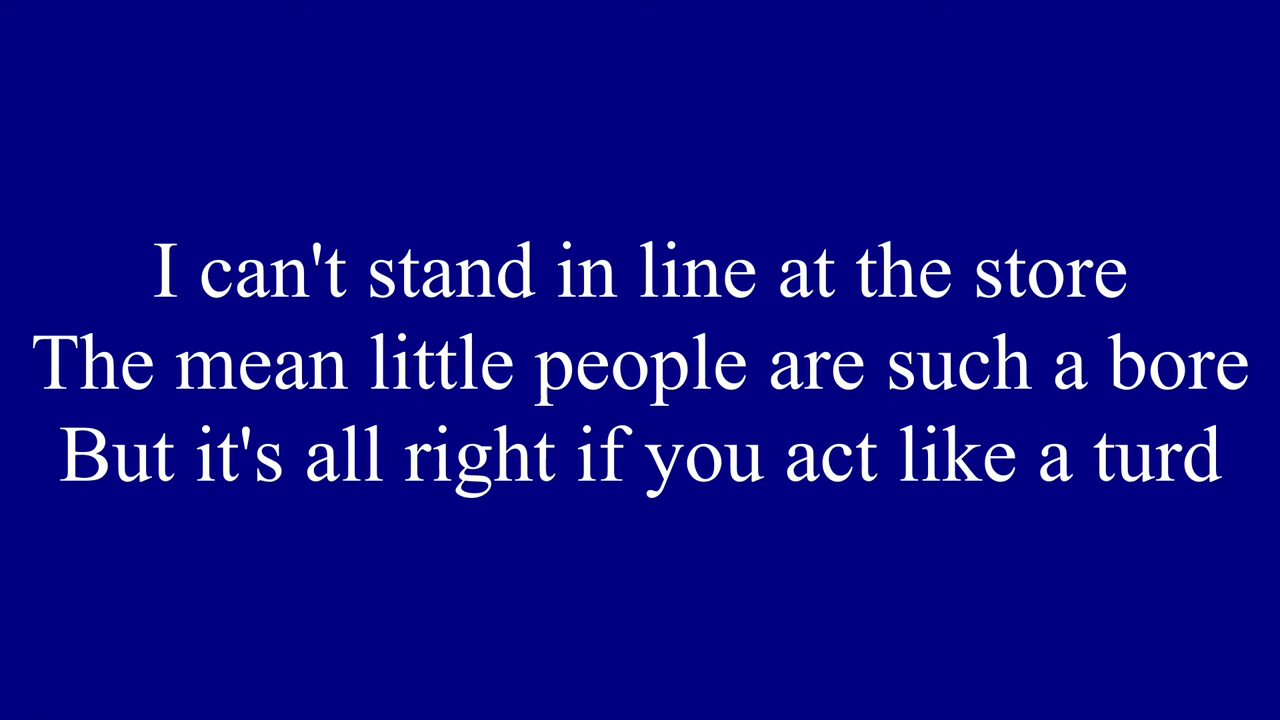 I can't stand in line at the store
The mean little people are such a bore
But it's all right if you act like a turd